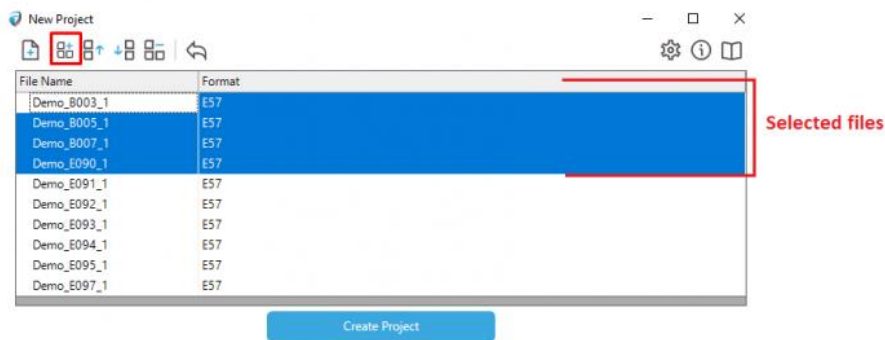 New Project
File Name Format
Demo_B003_1 E57
Demo_B005_1 E57
Demo_B007_1 E57
Demo_E090_1 E57
Demo_E091_1 E57
Demo_E092_1 E57
Demo_E093_1 E57
Demo_E094_1 E57
Demo_E095_1 E57
Demo_E097_1 E57
Selected files
Create Project